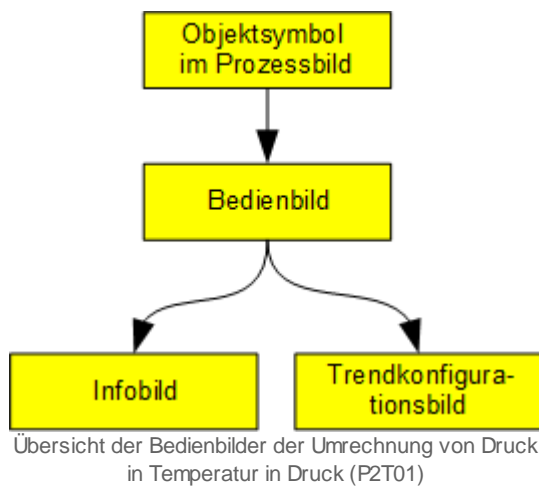 Objektsymbol
im Prozessbild
Bedienbild
Infobild
Trendkonfigura-
tionsbild
Übersicht der Bedienbilder der Umrechnung von Druck
in Temperatur in Druck (P2T01)